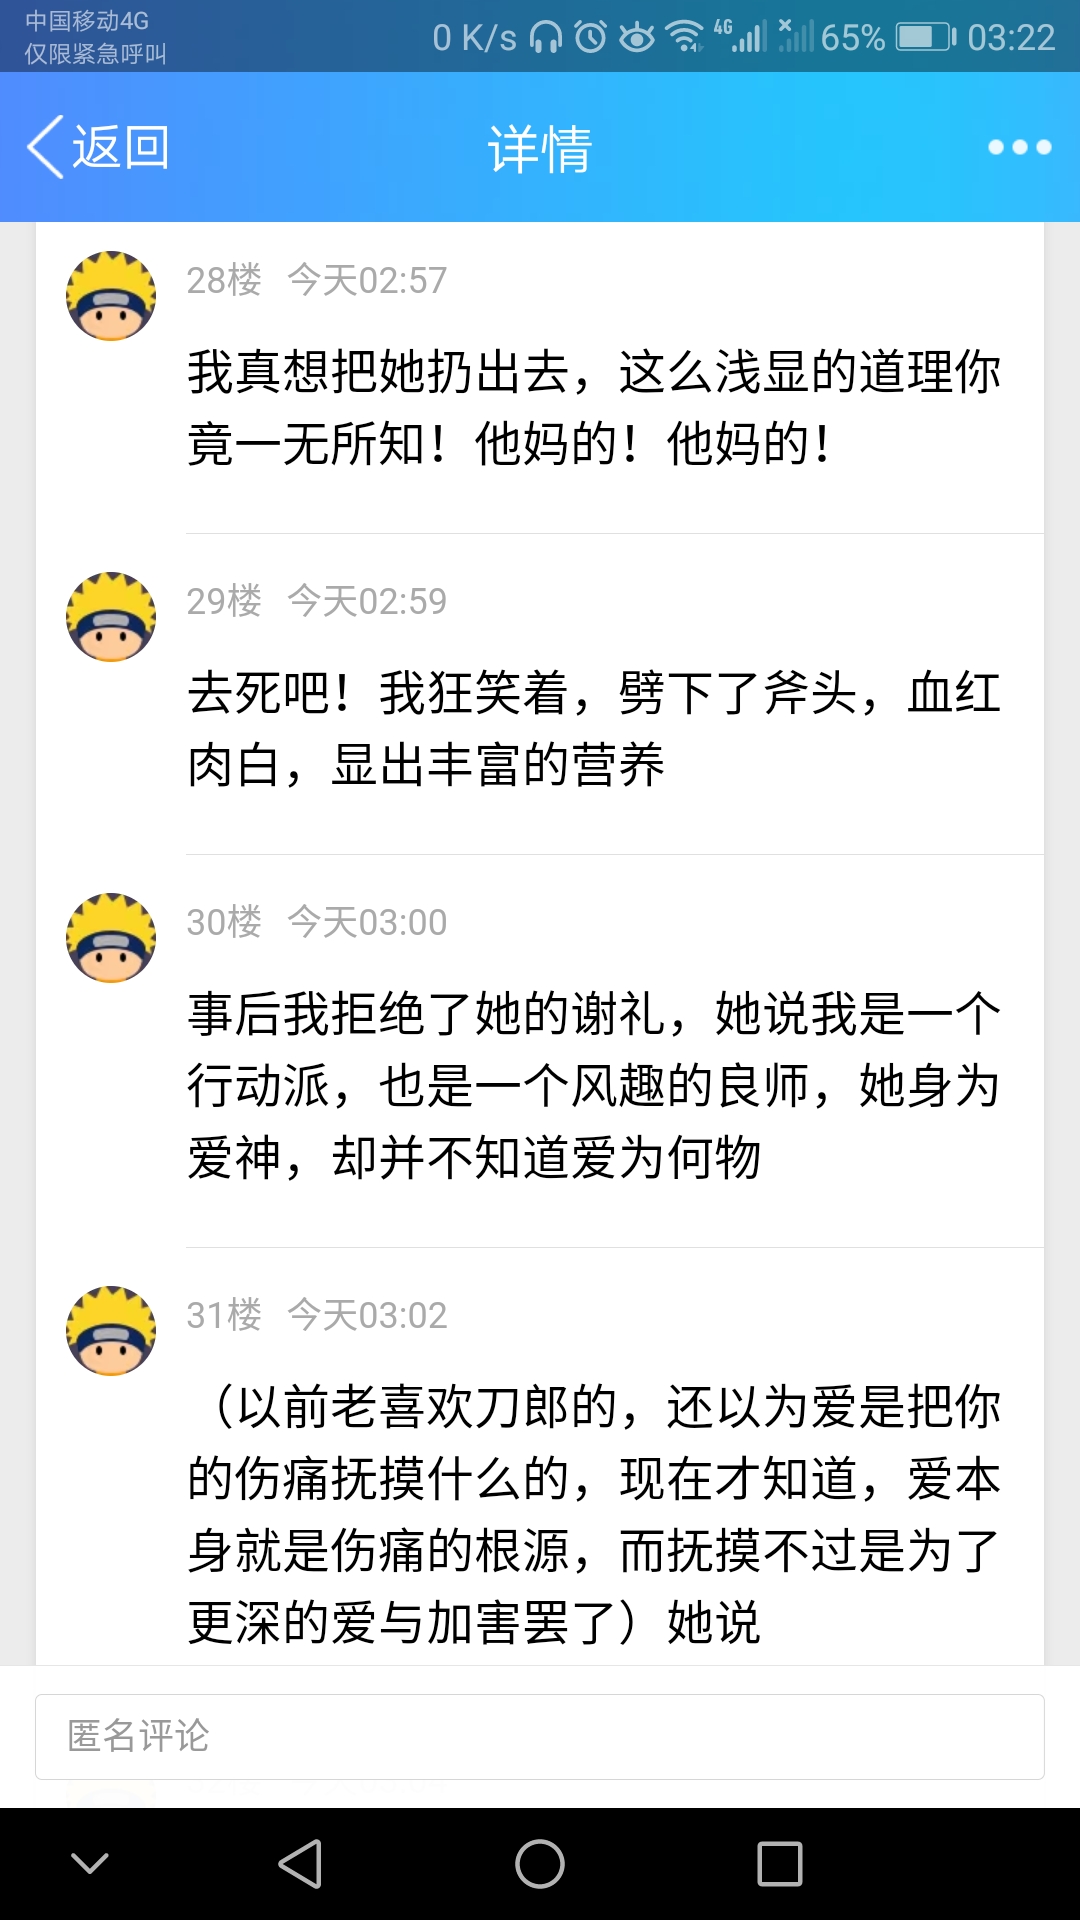 中国移动4G
仅限紧急呼叫
0 K/s 4G 65% 03:22
返回 详情
28楼 今天02:57
我真想把她扔出去，这么浅显的道理你
竟一无所知！他妈的！他妈的！
29楼 今天02:59
去死吧！我狂笑着，劈下了斧头，血红
肉白，显出丰富的营养
30楼 今天03:00
事后我拒绝了她的谢礼，她说我是一个
行动派，也是一个风趣的良师，她身为
爱神，却并不知道爱为何物
31楼 今天03:02
（以前老喜欢刀郎的，还以为爱是把你
的伤痛抚摸什么的，现在才知道，爱本
身就是伤痛的根源，而抚摸不过是为了
更深的爱与加害罢了）她说
匿名评论